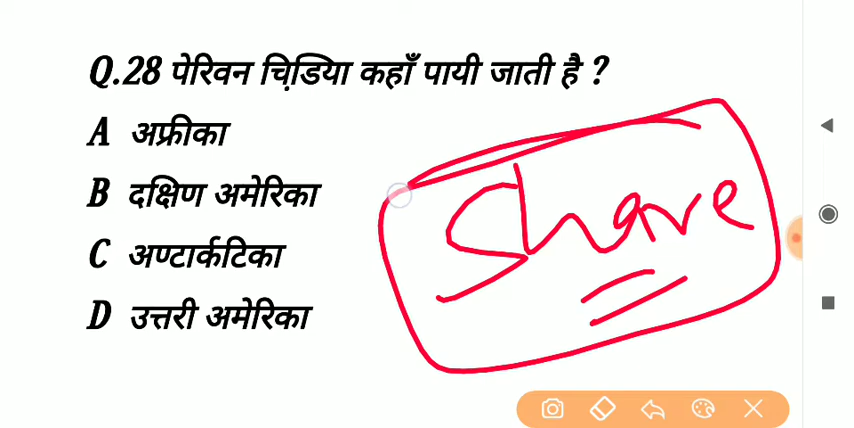 Q.28 पेरिवन चिड़िया कहाँ पायी जाती है ?
A अफ्रीका
B दक्षिण अमेरिका
C अण्टार्कटिका
D उत्तरी अमेरिका
Share